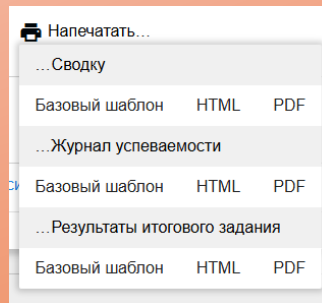 Напечатать...
...Сводку
Базовый шаблон HTML PDF
...Журнал успеваемости
Базовый шаблон HTML PDF
...Результаты итогового задания
Базовый шаблон HTML PDF